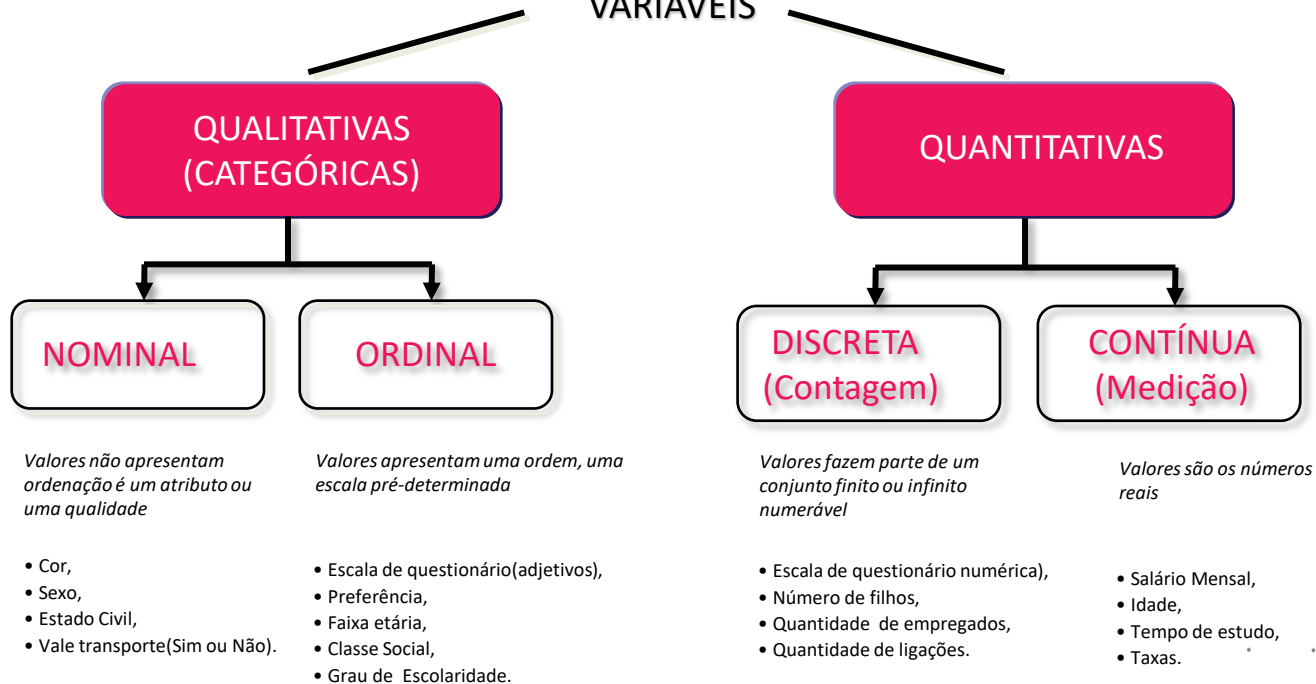 VARIÁVEIS
QUALITATIVAS
(CATEGÓRICAS)
QUANTITATIVAS
NOMINAL
ORDINAL
DISCRETA
(Contagem)
CONTÍNUA
(Medição)
Valores não apresentam
ordenação é um atributo ou
uma qualidade
Valores apresentam uma ordem, uma
escala pré-determinada
Valores fazem parte de um
conjunto finito ou infinito
numerável
Valores são os números
reais
• Cor,
• Sexo,
• Estado Civil,
• Vale transporte(Sim ou Não).
• Escala de questionário(adjetivos),
• Preferência,
• Faixa etária,
• Classe Social,
• Grau de Escolaridade.
• Escala de questionário numérica),
• Número de filhos,
• Quantidade de empregados,
• Quantidade de ligações.
• Salário Mensal,
• Idade,
• Tempo de estudo,
• Taxas.